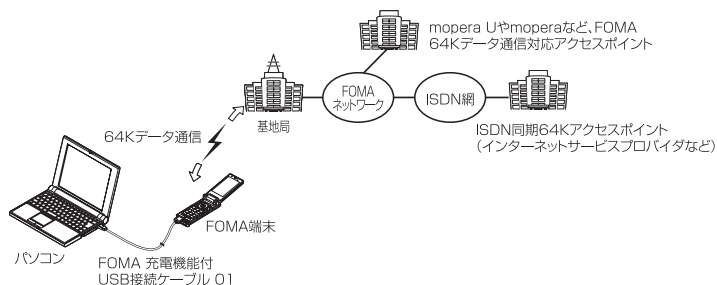 mopera Uやmoperaなど、FOMA
64Kデータ通信対応アクセスポイント
FOMA
ネットワーク
ISDN網
基地局
ISDN同期64Kアクセスポイント
(インターネットサービスプロバイダなど)
64Kデータ通信
FOMA端末
パソコン
FOMA 充電機能付
USB接続ケーブル 01